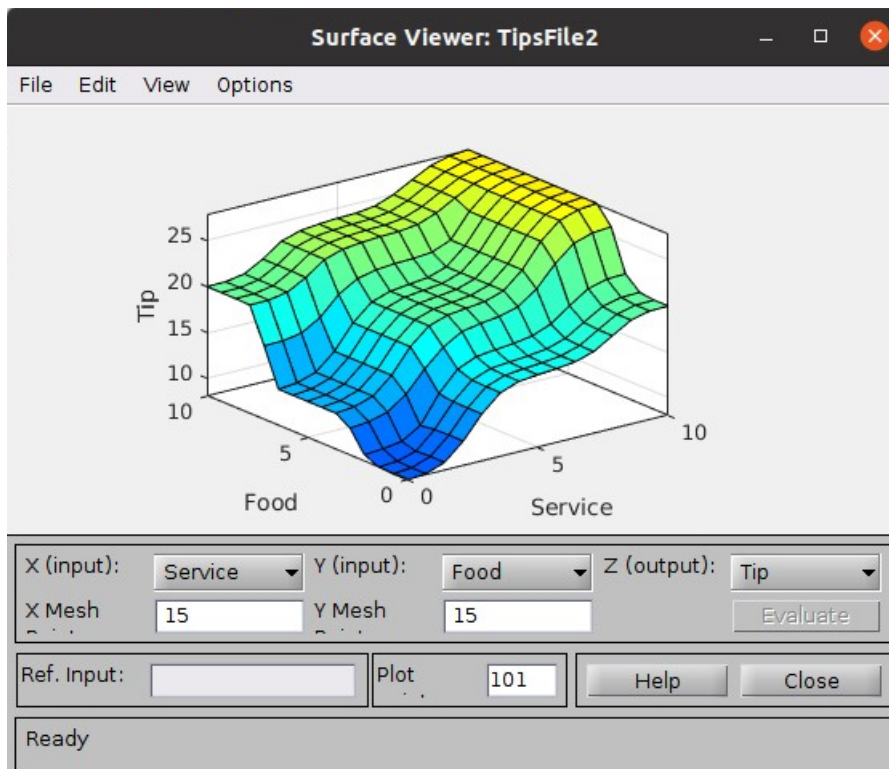 Surface Viewer: TipsFile2
File Edit View Options
25
20
15
10
Tip
10
5
0
Food
0
5
10
Service
X (input): Service Y (input): Food Z (output): Tip
X Mesh 15 Y Mesh 15 Evaluate
Ref. Input: Plot 101 Help Close
Ready